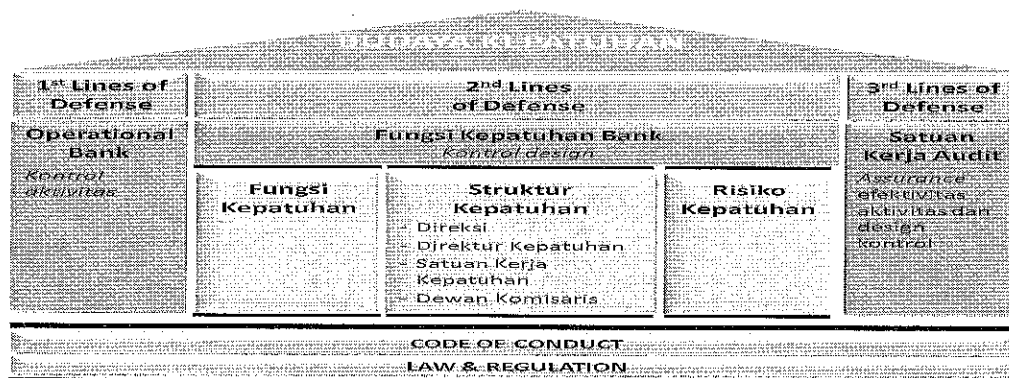 BUDAYA KEPATUHAN
1st Lines of
Defense
2nd Lines
of Defense
3rd Lines of
Defense
Operational
Bank
Kontrol
aktivitas
Fungsi Kepatuhan Bank
Kontrol design
Satuan
Kerja Audit
Assurance
efektivitas
aktivitas dan
design
kontrol
Fungsi
Kepatuhan
Struktur
Kepatuhan
- Direksi
- Direktur Kepatuhan
- Satuan Kerja
Kepatuhan
- Dewan Komisaris
Risiko
Kepatuhan
CODE OF CONDUCT
LAW & REGULATION